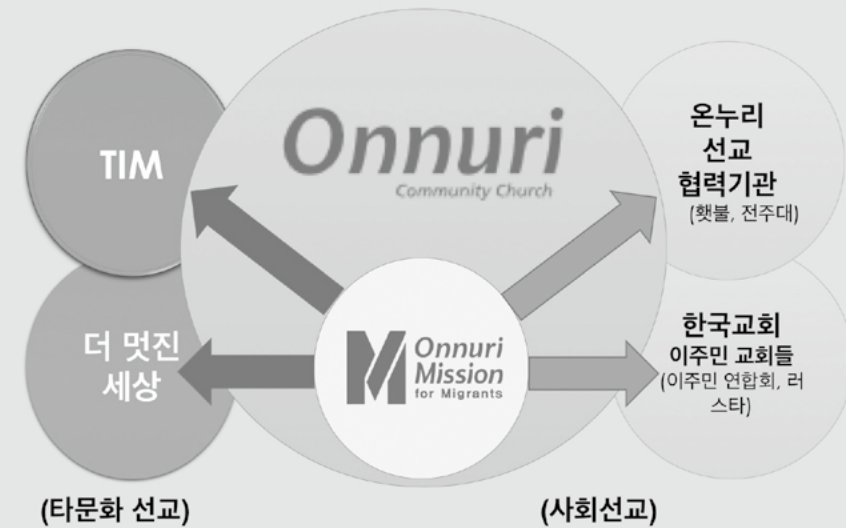 TIM
더 멋진
세상
(타문화 선교)
Onnuri
Community Church
M Onnuri
Mission
for Migrants
온누리
선교
협력기관
(횃불, 전주대)
한국교회
이주민 교회들
(이주민 연합회, 러
스타)
(사회선교)